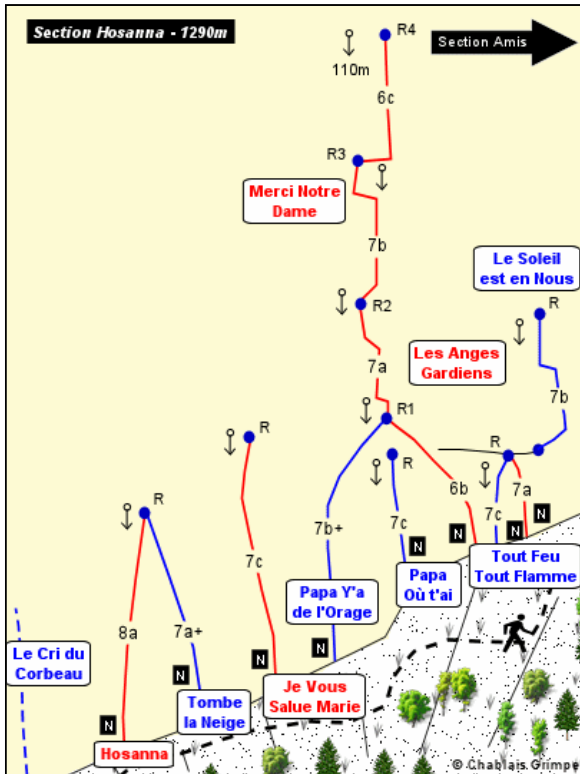 Section Hosanna - 1290m
R4
Section Amis
110m
6c
R3
Merci Notre
Dame
7b
Le Soleil
est en Nous
R
R2
Les Anges
Gardiens
7a
7b
R1
R
R
R
6b
7c
7a
R
7b+
7c
N
N
N
N
7c
Tout Feu
Tout Flamme
Papa
Où t'ai
Papa Y'a
de l'Orage
8a
7a+
Le Cri du
Corbeau
N
N
N
Je Vous
Salue Marie
Tombe
la Neige
N
Hosanna
© Chablais Grimpe